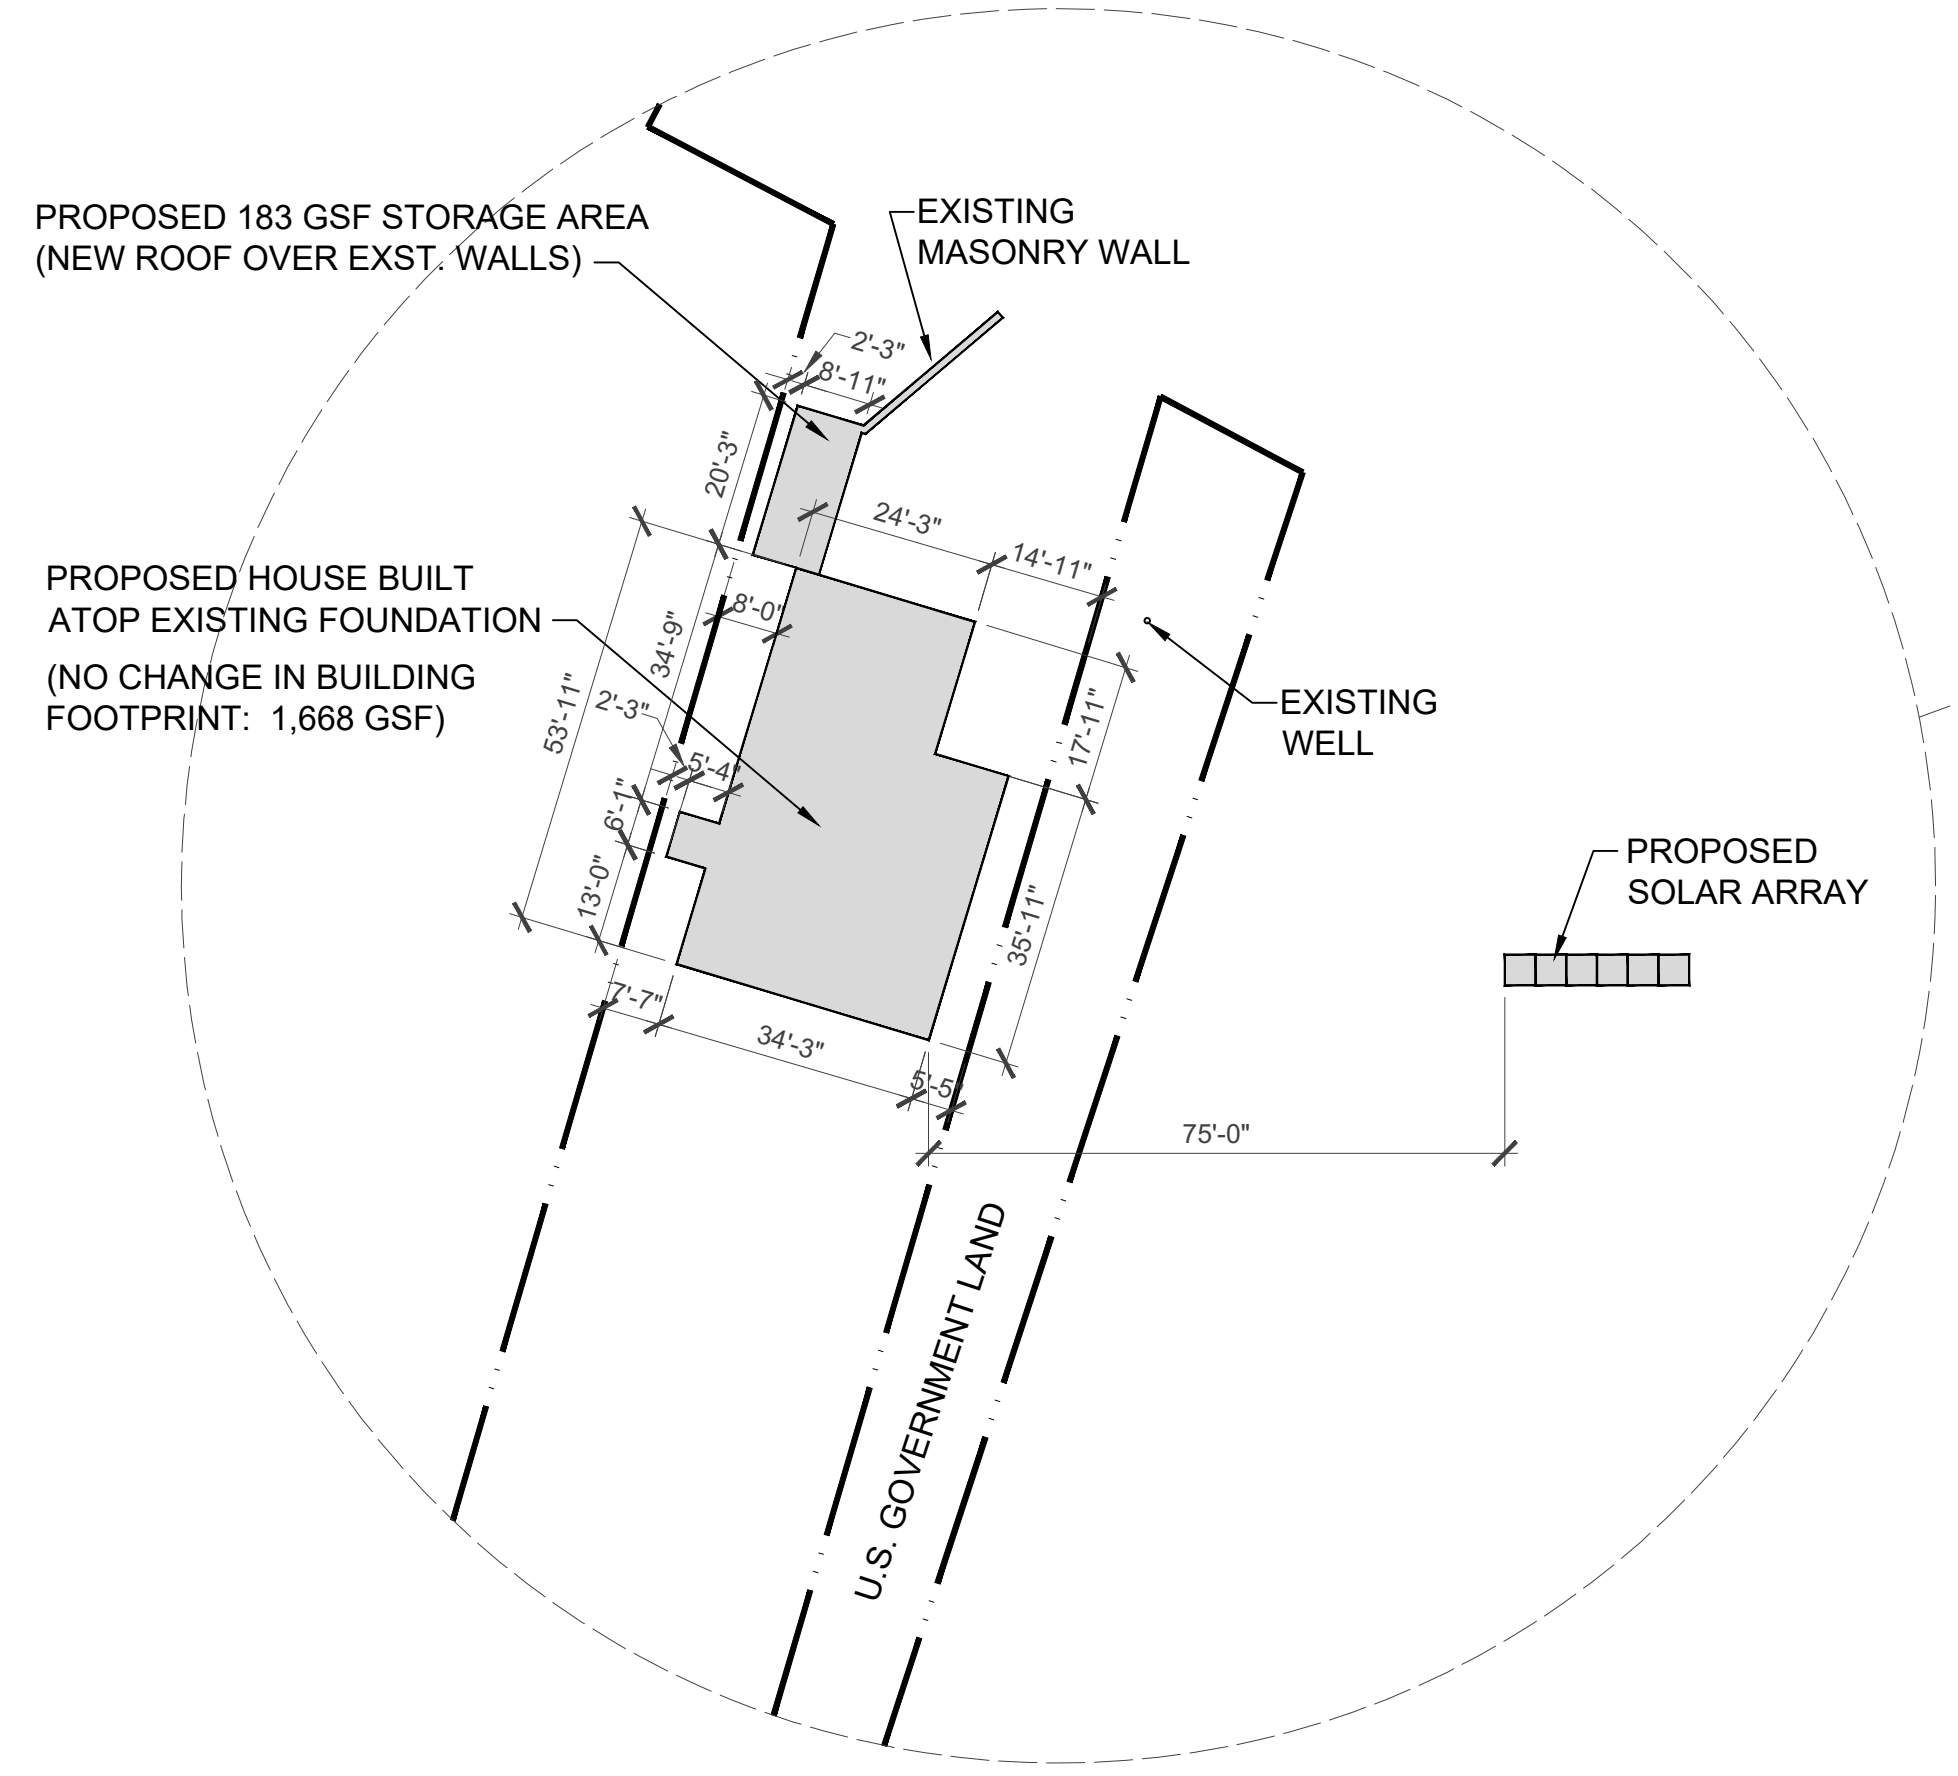 PROPOSED 183 GSF STORAGE AREA
(NEW ROOF OVER EXST. WALLS)
EXISTING
MASONRY WALL
2'-3"
8'-11"
20'-3"
24'-3"
14'-11"
PROPOSED HOUSE BUILT
ATOP EXISTING FOUNDATION
(NO CHANGE IN BUILDING
FOOTPRINT: 1,668 GSF)
8'-0"
34'-9"
53'-11"
2'-3"
5'-4"
17'-11"
EXISTING
WELL
6'-1"
13'-0"
35'-11"
PROPOSED
SOLAR ARRAY
7'-7"
34'-3"
5'-5"
75'-0"
U.S. GOVERNMENT LAND